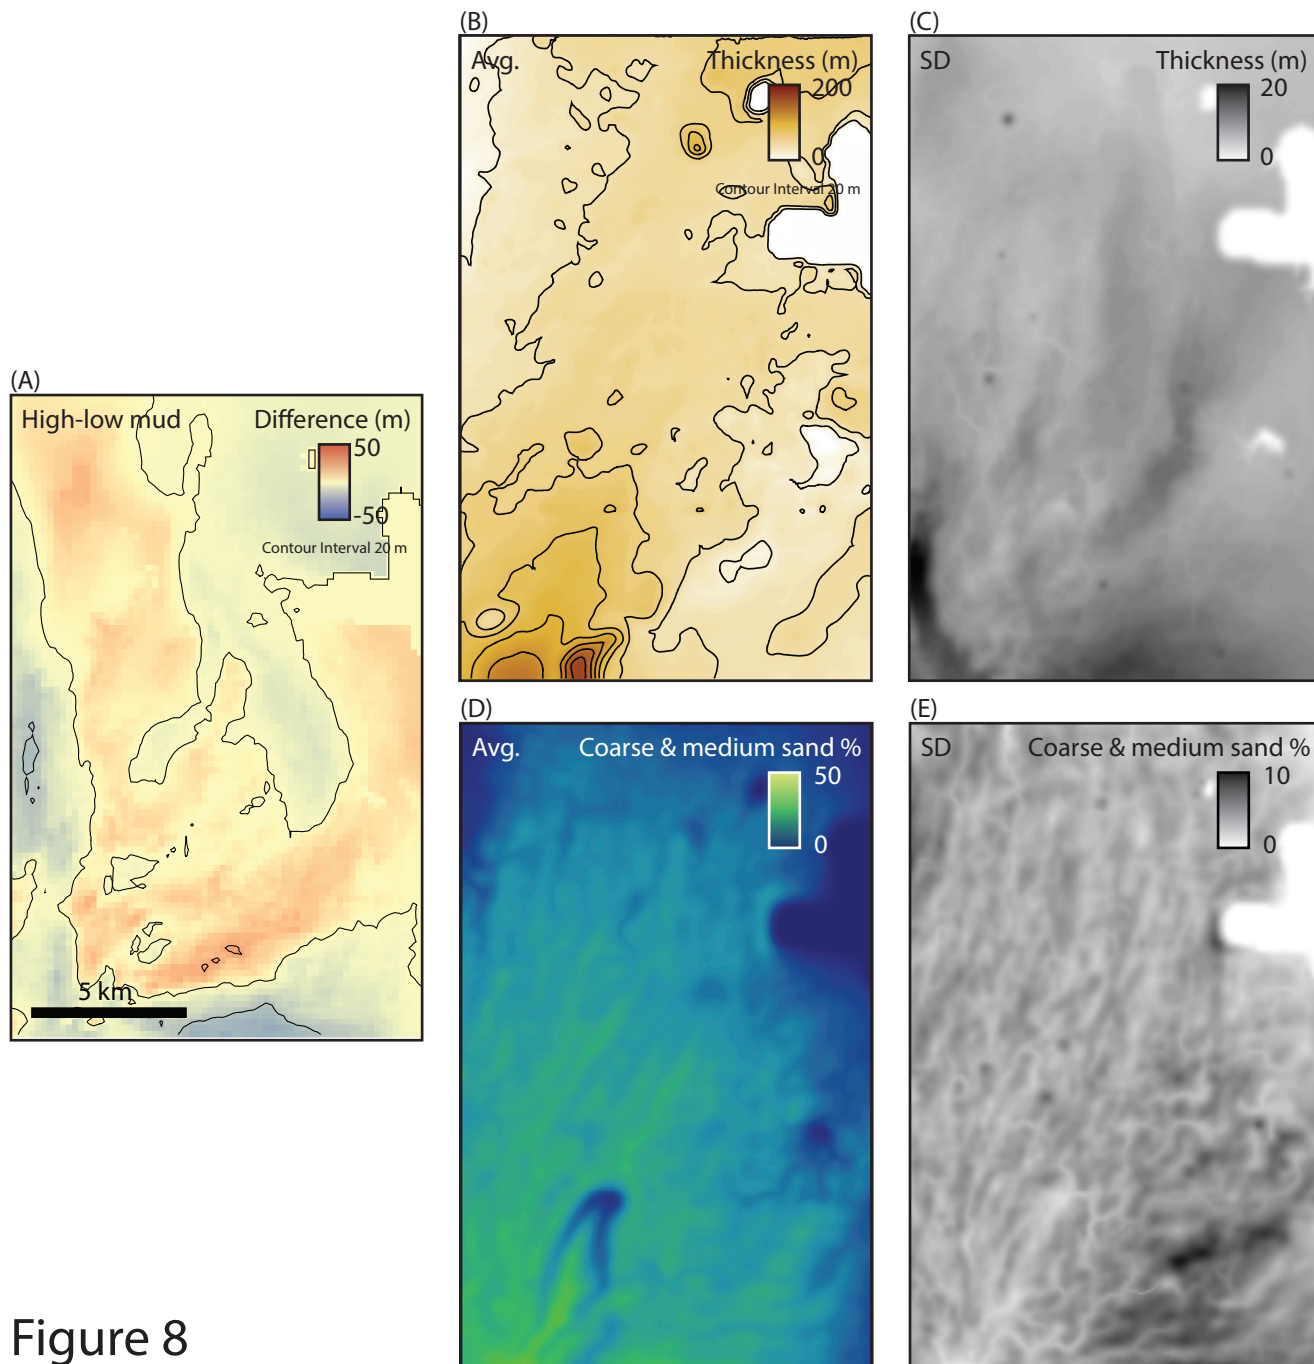 (A)
High-low mud
Difference (m)
50
-50
Contour Interval 20 m
5 km
(B)
Avg.
Thickness (m)
200
0
Contour Interval 20 m
(C)
SD
Thickness (m)
20
0
(D)
Avg.
Coarse & medium sand %
50
0
(E)
SD
Coarse & medium sand %
10
0
Figure 8